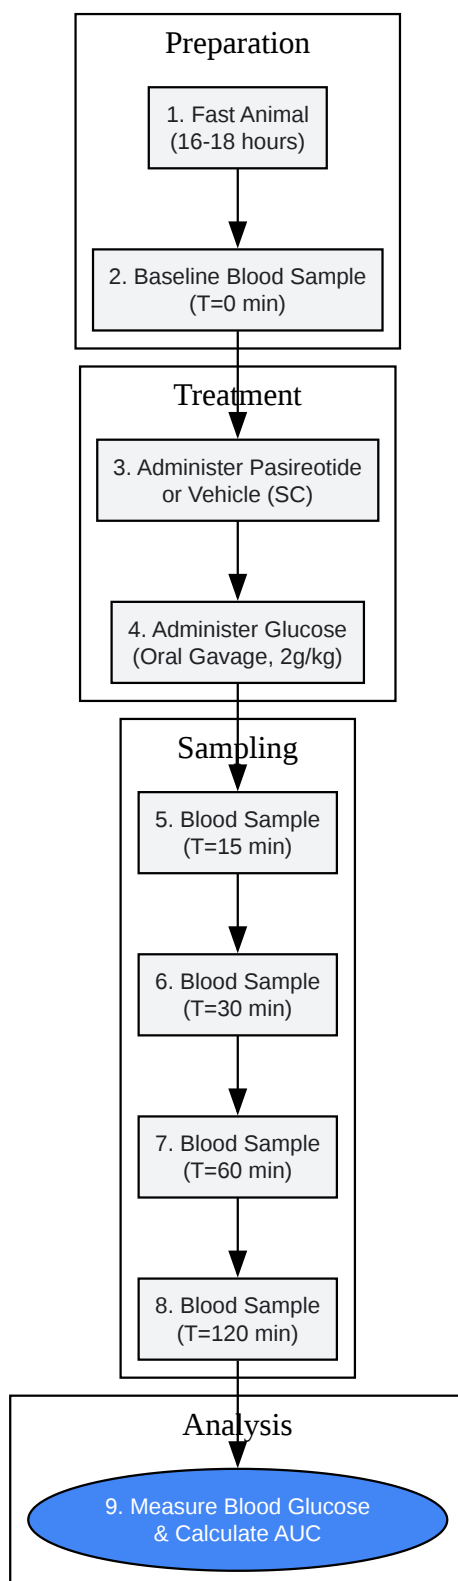 Preparation
1. Fast Animal
(16-18 hours)
2. Baseline Blood Sample
(T=0 min)
Treatment
3. Administer Pasireotide
or Vehicle (SC)
4. Administer Glucose
(Oral Gavage, 2g/kg)
Sampling
5. Blood Sample
(T=15 min)
6. Blood Sample
(T=30 min)
7. Blood Sample
(T=60 min)
8. Blood Sample
(T=120 min)
Analysis
9. Measure Blood Glucose
& Calculate AUC